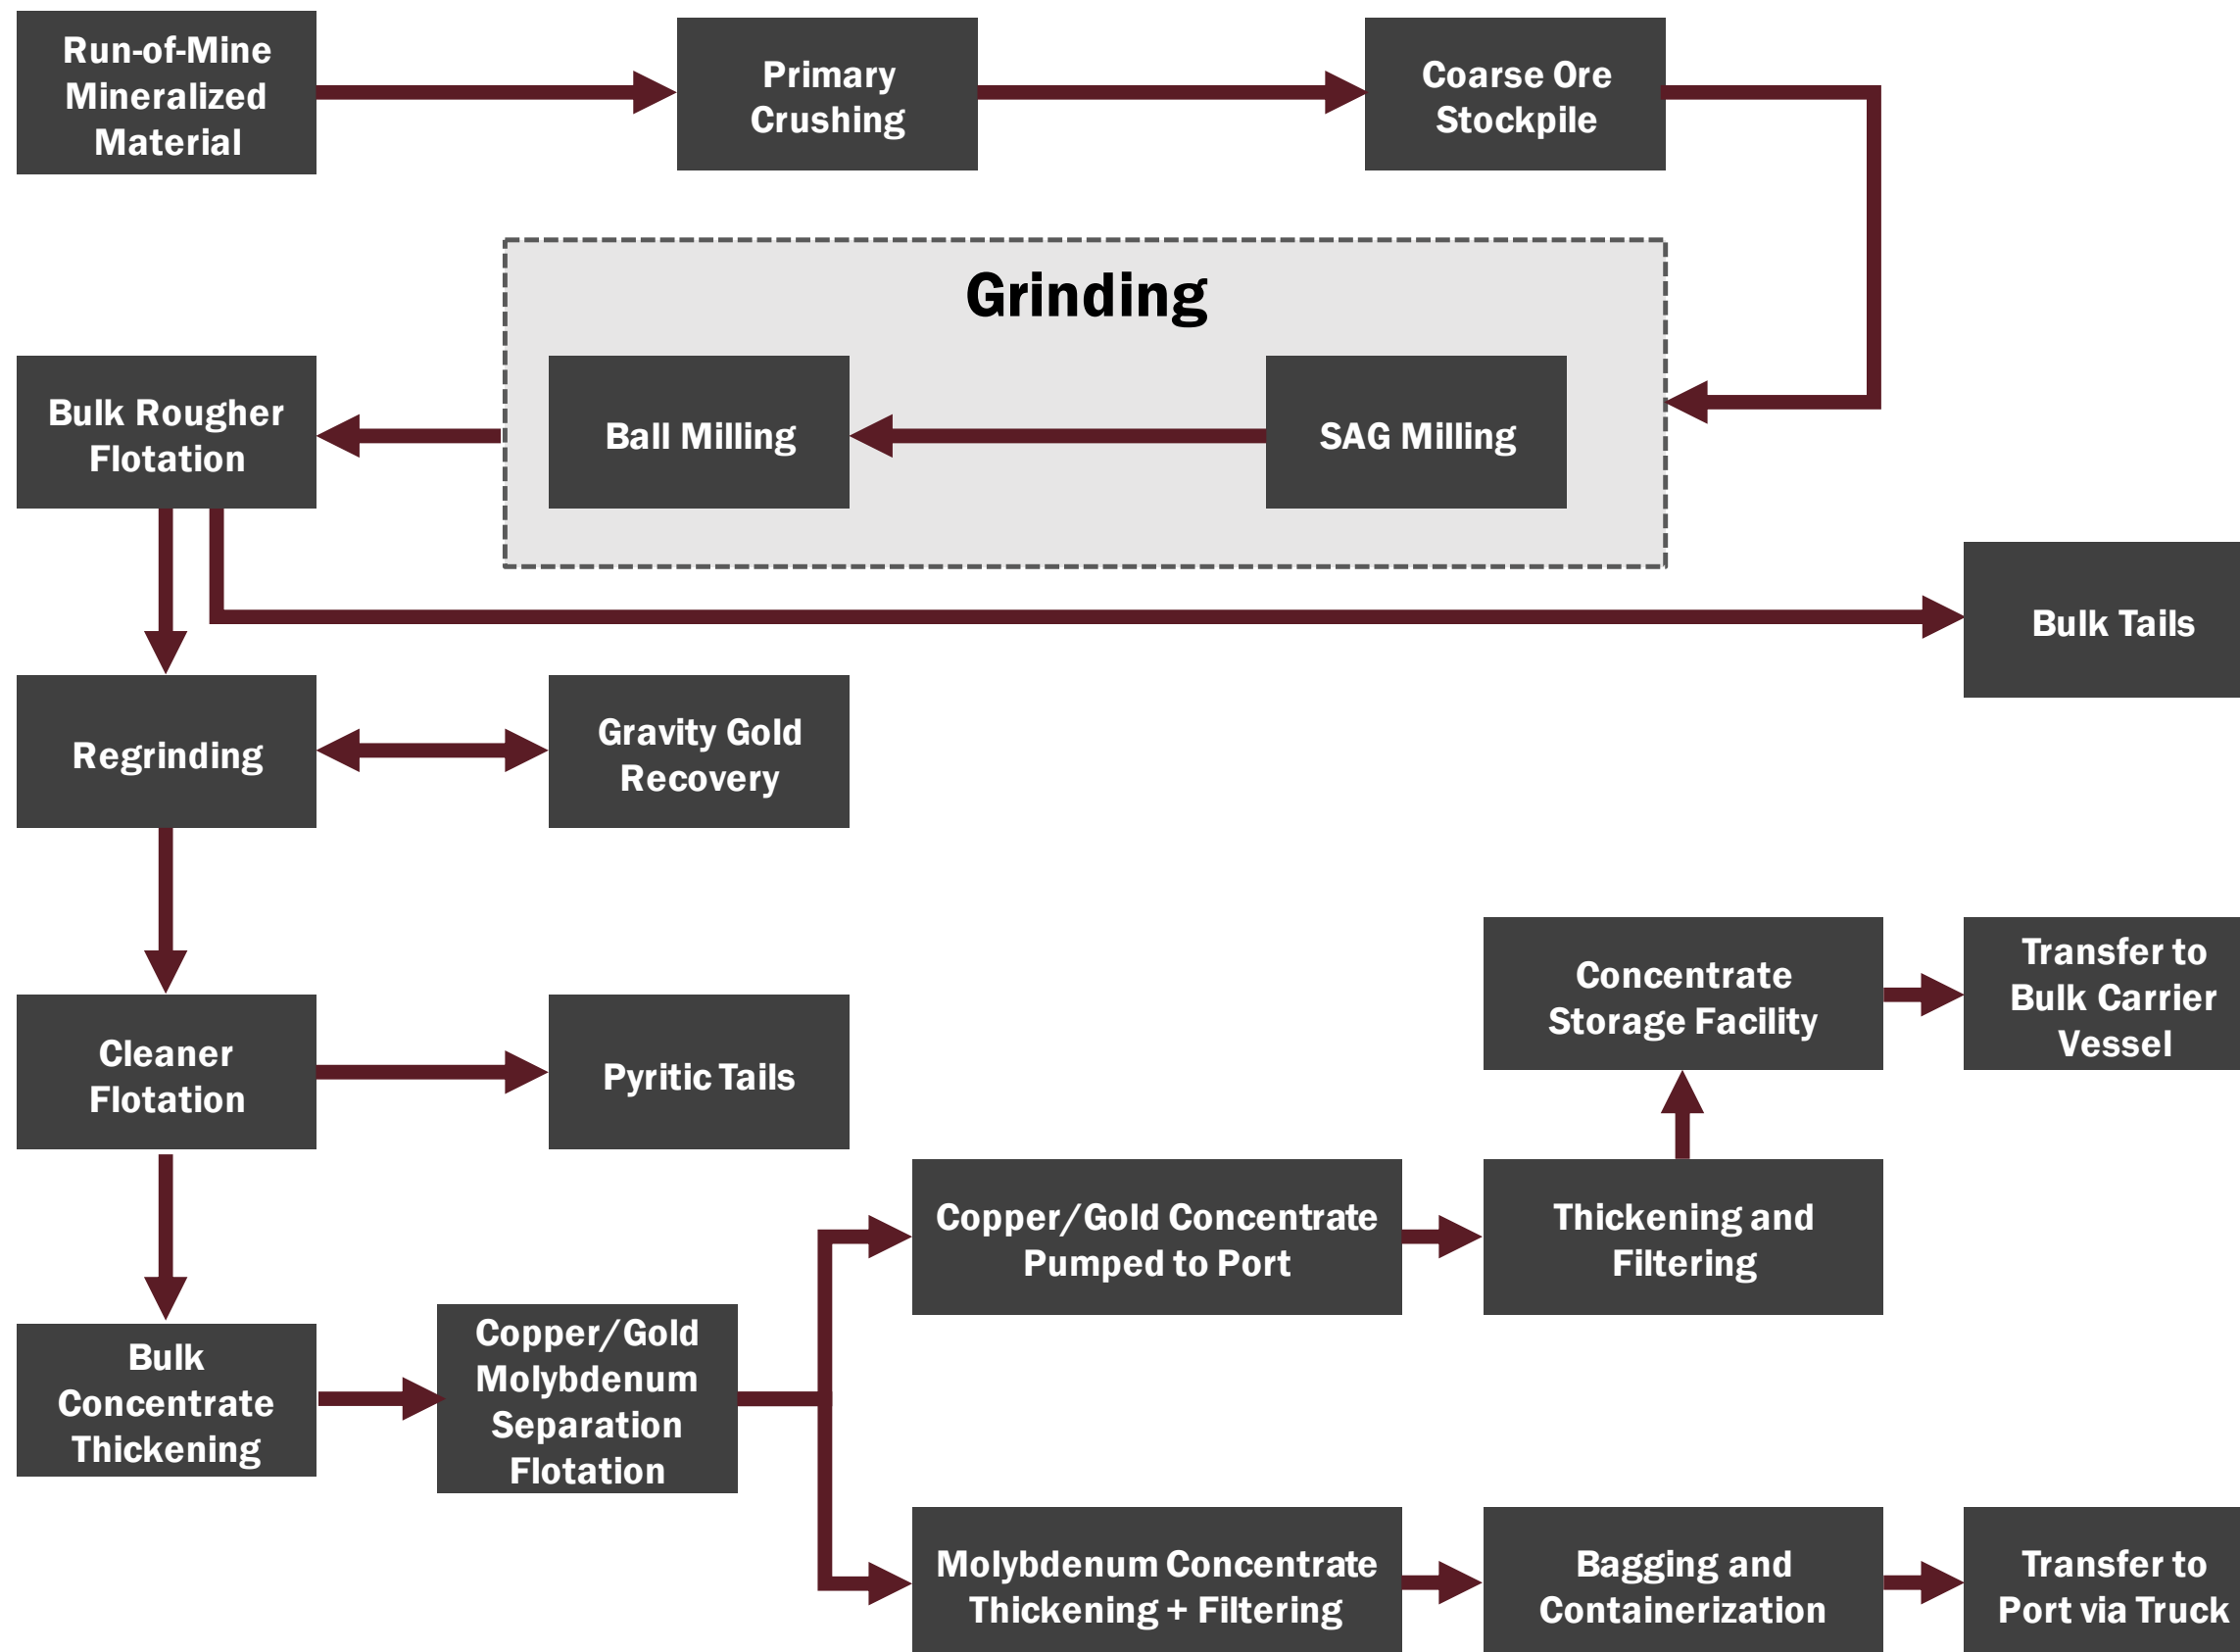 Run-of-Mine
Mineralized
Material
Primary
Crushing
Coarse Ore
Stockpile
Grinding
Bulk Rougher
Flotation
Ball Milling
SAG Milling
Bulk Tails
Regrinding
Gravity Gold
Recovery
Cleaner
Flotation
Pyritic Tails
Concentrate
Storage Facility
Transfer to
Bulk Carrier
Vessel
Copper/Gold Concentrate
Pumped to Port
Thickening and
Filtering
Bulk
Concentrate
Thickening
Copper/Gold
Molybdenum
Separation
Flotation
Molybdenum Concentrate
Thickening + Filtering
Bagging and
Containerization
Transfer to
Port via Truck